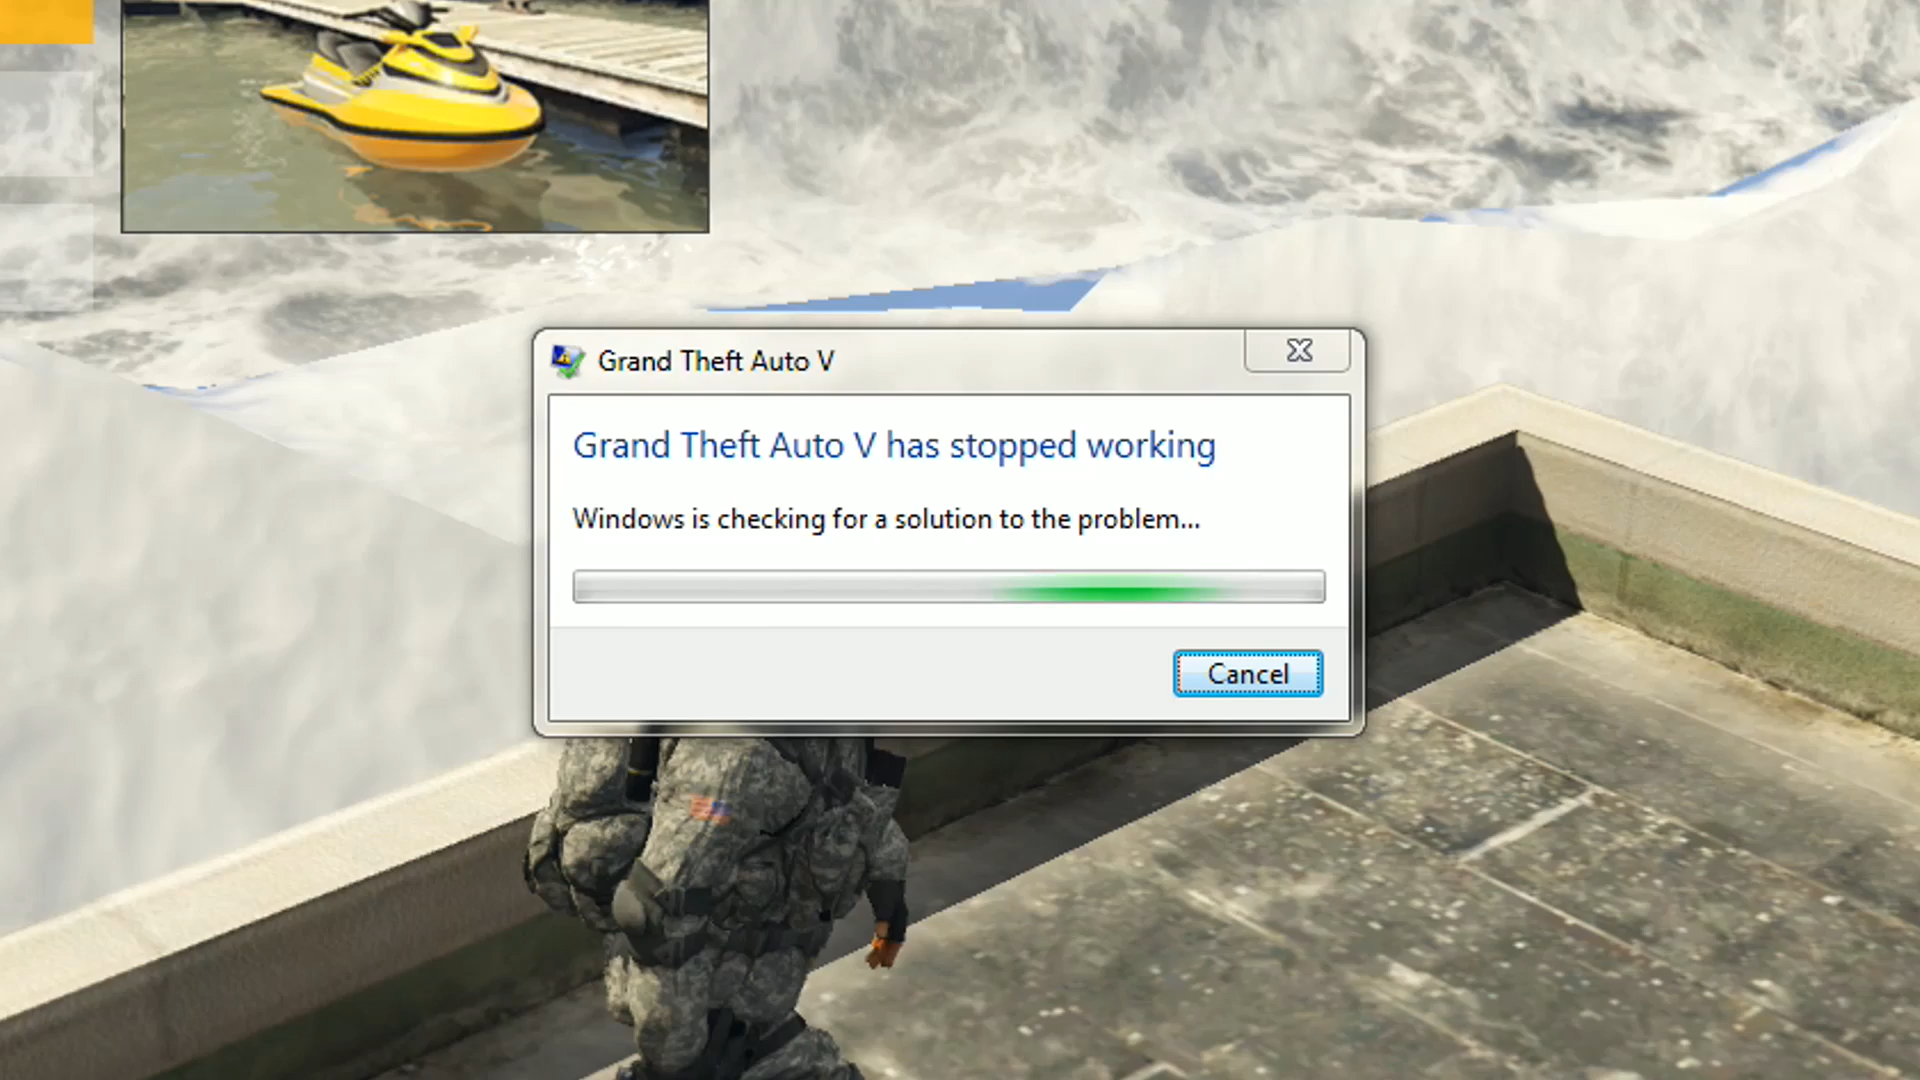 Grand Theft Auto V
Grand Theft Auto V has stopped working
Windows is checking for a solution to the problem...
Cancel